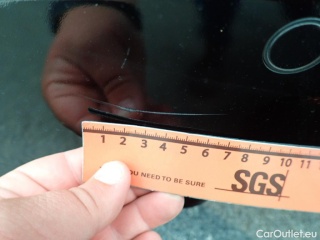 1 2 3 4 5 6 7 8 9 10 11
YOU NEED TO BE SURE
SGS
CarOutlet.eu